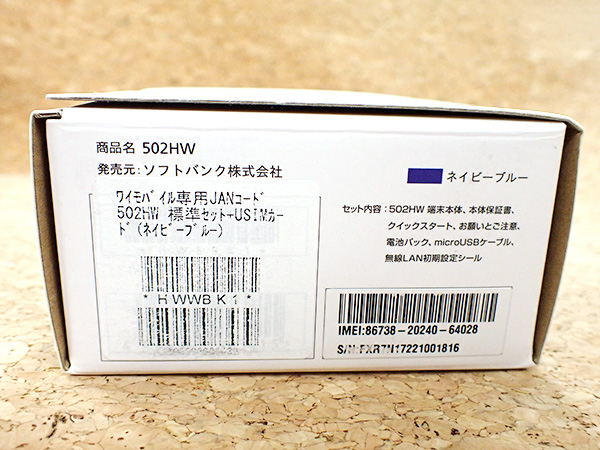 商品名 502HW
発売元: ソフトバンク株式会社
ワイモバイル専用JANコード
502HW 標準セット+USIMカー
ド(ネイビーブルー)
* HWWBK1 *
ネイビーブルー
セット内容:502HW 端末本体、本体保証書、
クイックスタート、お願いとご注意、
電池パック、microUSBケーブル、
無線LAN初期設定シール
IMEI:86738-20240-64028
S/N:FXR7N17221001816